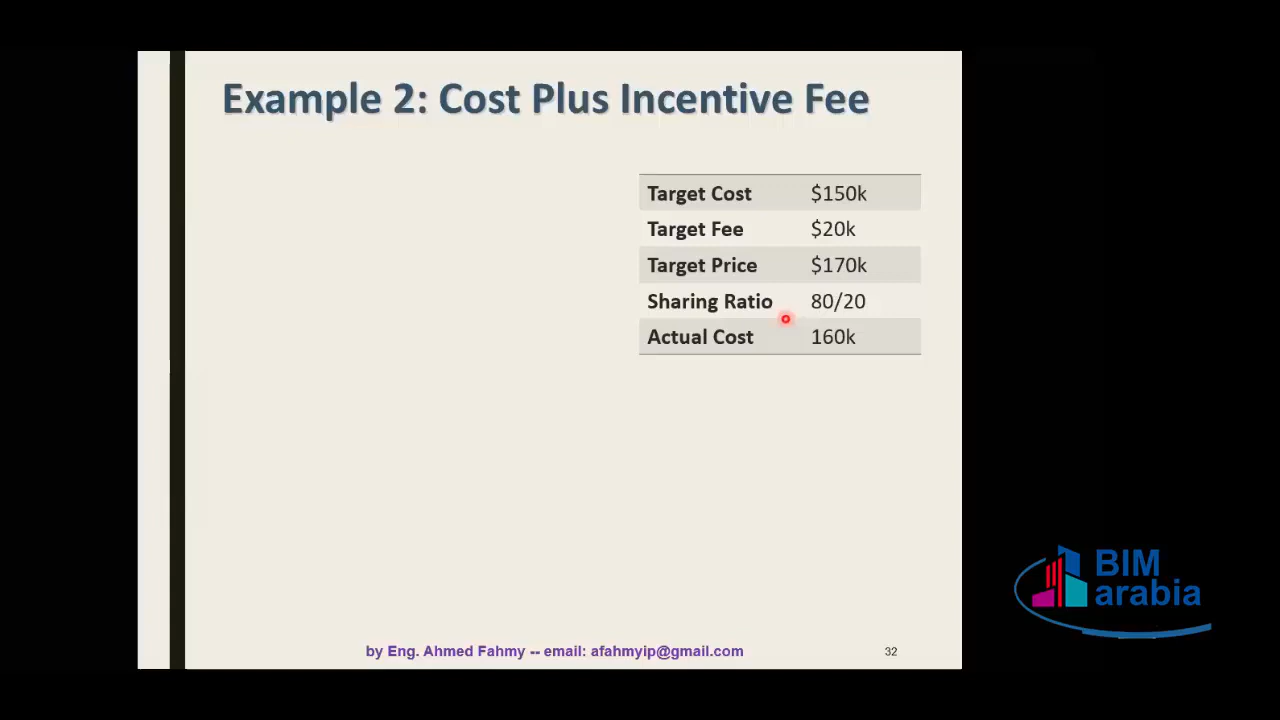 Example 2: Cost Plus Incentive Fee
Target Cost $150k
Target Fee $20k
Target Price $170k
Sharing Ratio 80/20
Actual Cost 160k
BIM
arabia
by Eng. Ahmed Fahmy -- email: afahmyip@gmail.com 32